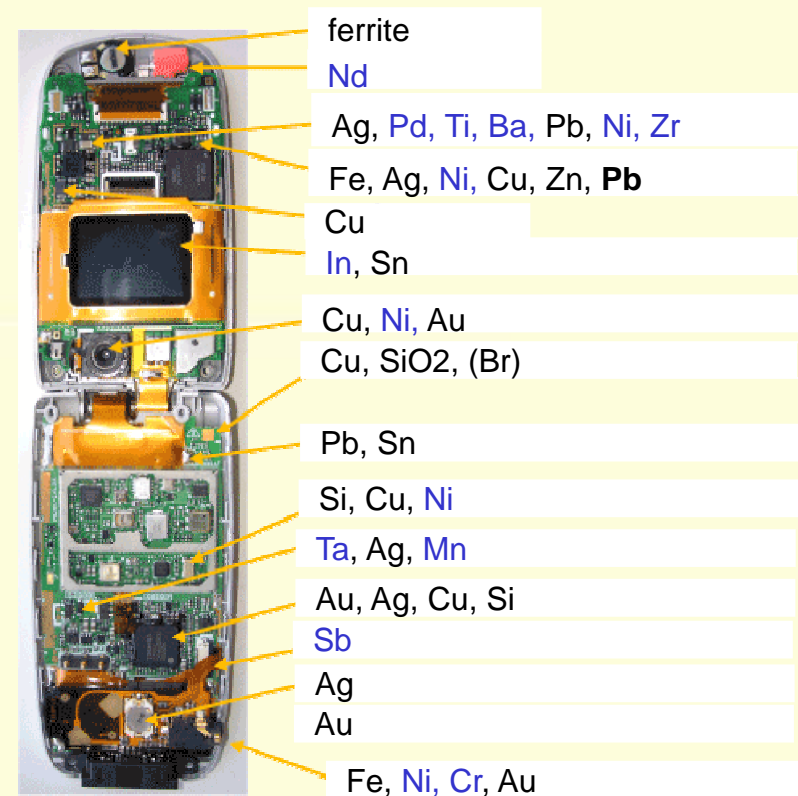 ferrite
Nd
Ag, Pd, Ti, Ba, Pb, Ni, Zr
Fe, Ag, Ni, Cu, Zn, Pb
Cu
In, Sn
Cu, Ni, Au
Cu, SiO2, (Br)
Pb, Sn
Si, Cu, Ni
Ta, Ag, Mn
Au, Ag, Cu, Si
Sb
Ag
Au
Fe, Ni, Cr, Au